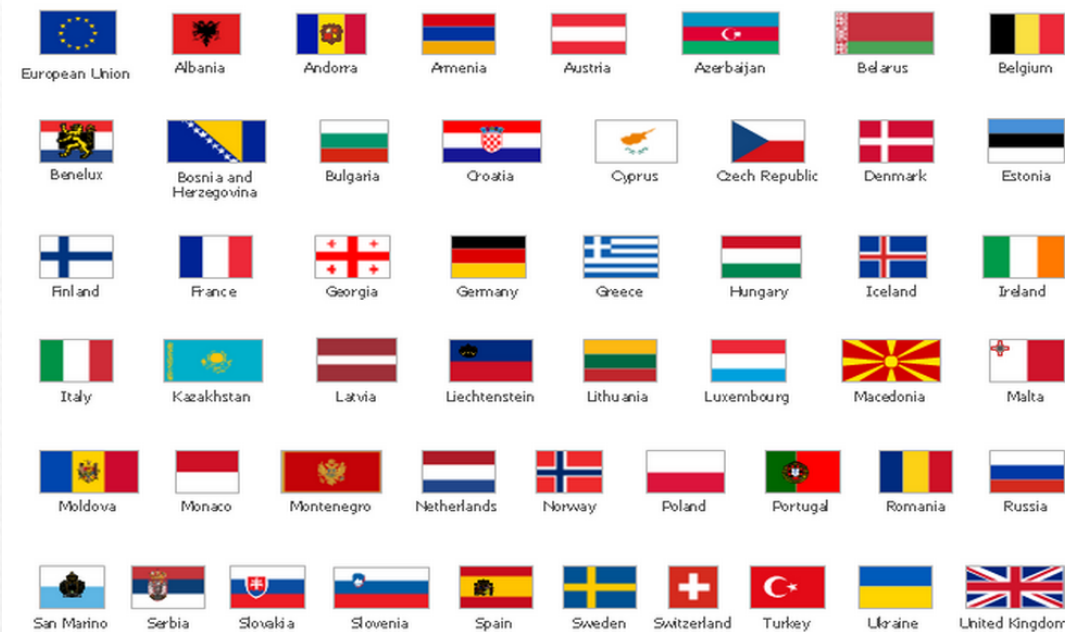 European Union
Albania
Andorra
Armenia
Austria
Azerbaijan
Belarus
Belgium
Benelux
Bosnia and
Herzegovina
Bulgaria
Croatia
Cyprus
Czech Republic
Denmark
Estonia
Finland
France
Georgia
Germany
Greece
Hungary
Iceland
Ireland
Italy
Kazakhstan
Latvia
Liechtenstein
Lithuania
Luxembourg
Macedonia
Malta
Moldova
Monaco
Montenegro
Netherlands
Norway
Poland
Portugal
Romania
Russia
San Marino
Serbia
Slovakia
Slovenia
Spain
Sweden
Switzerland
Turkey
Ukraine
United Kingdom